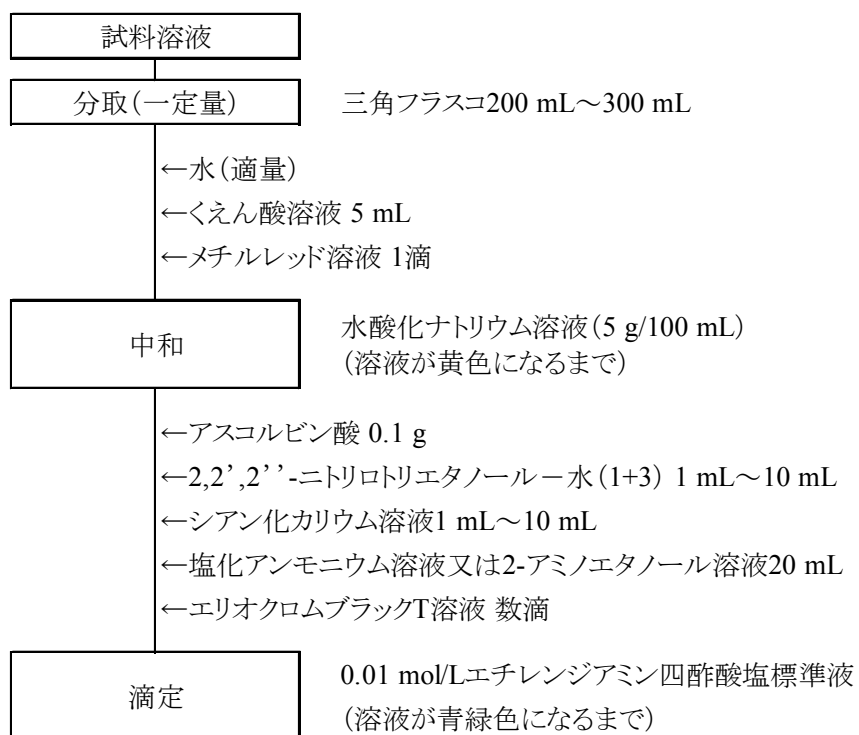 試料溶液
分取（一定量） 三角フラスコ200 mL～300 mL
←水（適量）
←くえん酸溶液 5 mL
←メチルレッド溶液 1滴
中和 水酸化ナトリウム溶液（5 g/100 mL）
（溶液が黄色になるまで）
←アスコルビン酸 0.1 g
←2,2’,2’’-ニトリロトリエタノール－水（1+3） 1 mL～10 mL
←シアン化カリウム溶液1 mL～10 mL
←塩化アンモニウム溶液又は2-アミノエタノール溶液20 mL
←エリオクロムブラックT溶液 数滴
滴定 0.01 mol/Lエチレンジアミン四酢酸塩標準液
（溶液が青緑色になるまで）